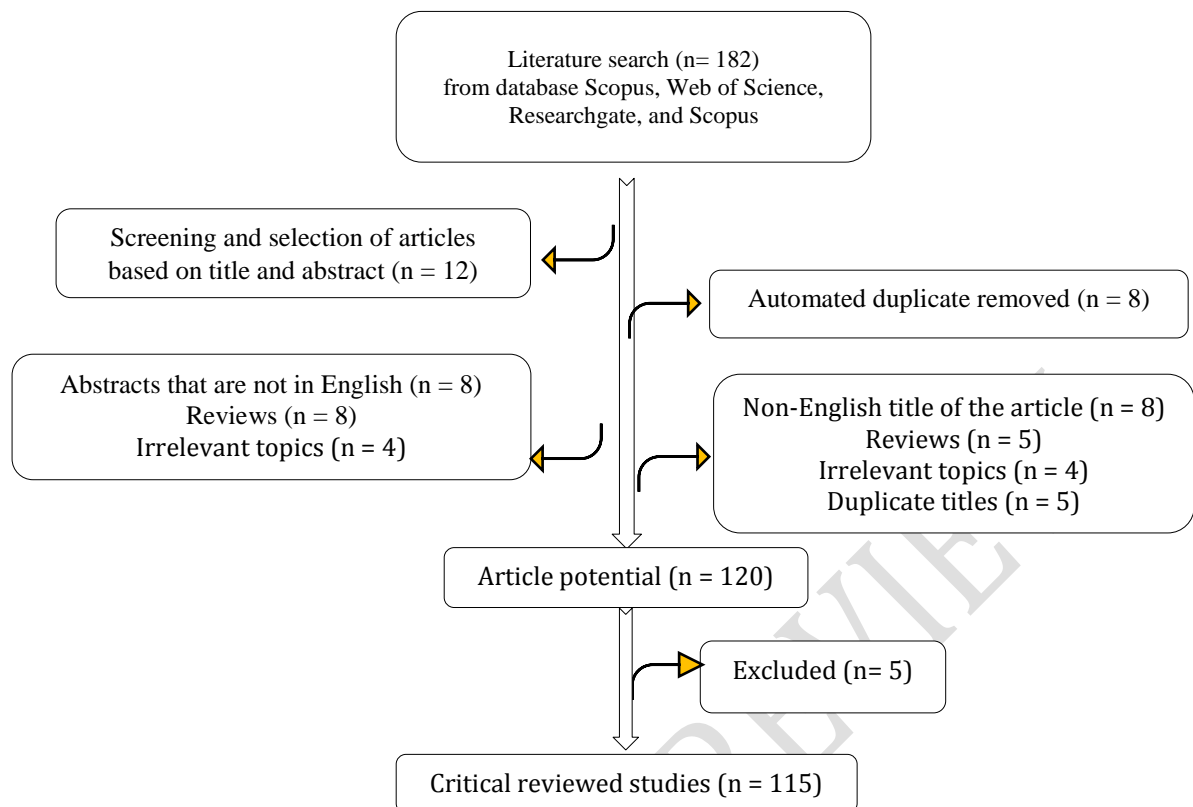 Literature search (n= 182)
from database Scopus, Web of Science,
Researchgate, and Scopus
Screening and selection of articles
based on title and abstract (n = 12)
Automated duplicate removed (n = 8)
Abstracts that are not in English (n = 8)
Reviews (n = 8)
Irrelevant topics (n = 4)
Non-English title of the article (n = 8)
Reviews (n = 5)
Irrelevant topics (n = 4)
Duplicate titles (n = 5)
Article potential (n = 120)
Excluded (n= 5)
Critical reviewed studies (n = 115)